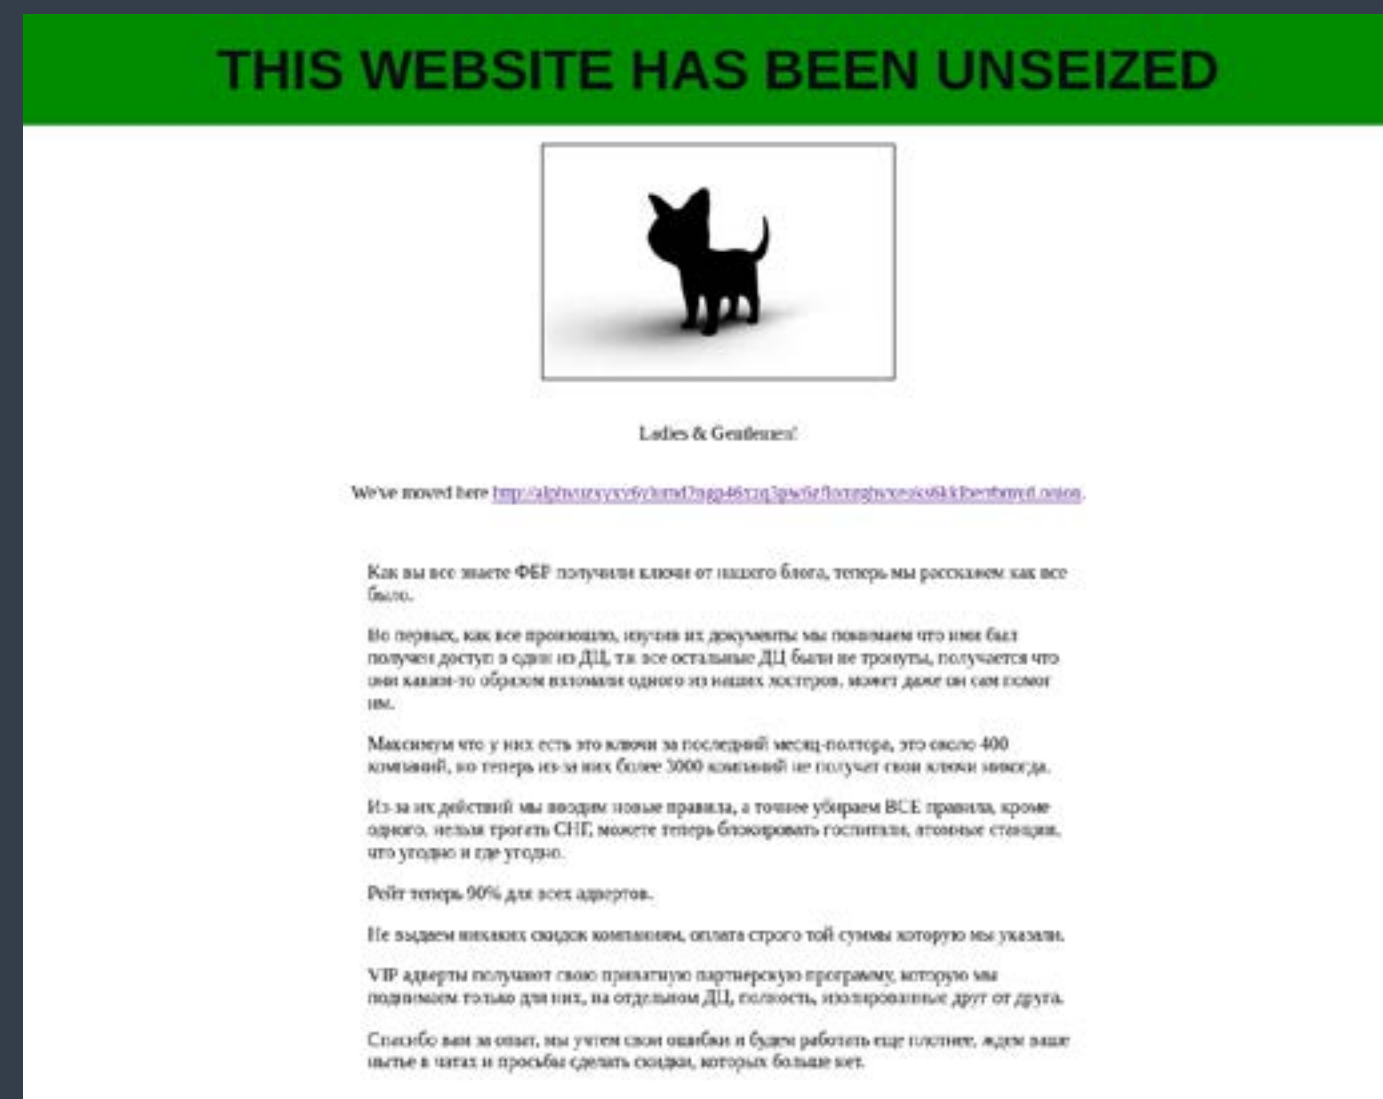 THIS WEBSITE HAS BEEN UNSEIZED
Ladies & Gentlemen!
We've moved here
Как вы все знаете ФБР получили ключи от нашего блога, теперь мы расскажем как все
было.
Во первых, как все произошло, изучив их документы мы понимаем что ими был
получен доступ в один из ДЦ, т.к все остальные ДЦ были не тронуты, получается что
они каким-то образом взломали одного из наших хостеров, может даже он сам помог
им.
Максимум что у них есть это ключи за последний месяц-полтора, это около 400
компаний, но теперь из-за них более 3000 компаний не получат свои ключи никогда.
Из-за их действий мы вводим новые правила, а точнее убираем ВСЕ правила, кроме
одного, нельзя трогать СНГ, можете теперь блокировать госпитали, атомные станции,
что угодно и где угодно.
Рейт теперь 90% для всех адвертов.
Не выдаем никаких скидок компаниям, оплата строго той суммы которую мы указали.
VIP адверты получают свою приватную партнерскую программу, которую мы
поднимаем только для них, на отдельном ДЦ, полность, изолированные друг от друга.
Спасибо вам за опыт, мы учтем свои ошибки и будем работать еще плотнее, ждем ваше
нытье в чатах и просьбы сделать скидки, которых больше нет.